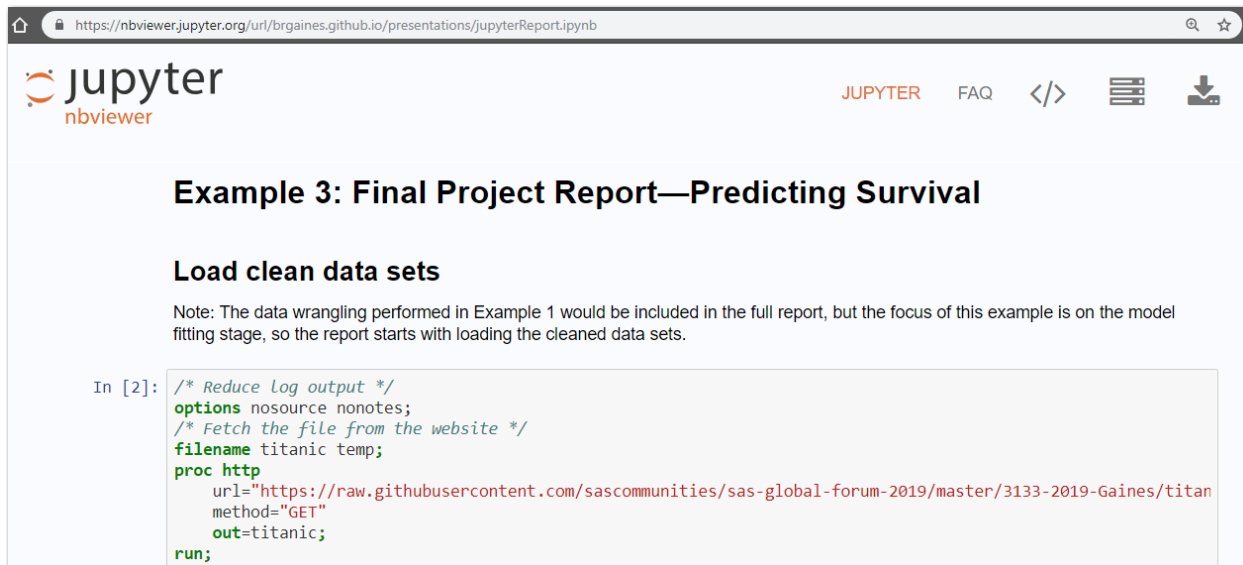 https://nbviewer.jupyter.org/url/brgaines.github.io/presentations/jupyterReport.ipynb
jupyter
nbviewer
JUPYTER FAQ </>
Example 3: Final Project Report—Predicting Survival
Load clean data sets
Note: The data wrangling performed in Example 1 would be included in the full report, but the focus of this example is on the model
fitting stage, so the report starts with loading the cleaned data sets.
In [2]: /* Reduce log output */
options nosource nonotes;
/* Fetch the file from the website */
filename titanic temp;
proc http
url="https://raw.githubusercontent.com/sascommunities/sas-global-forum-2019/master/3133-2019-Gaines/titan
method="GET"
out=titanic;
run;